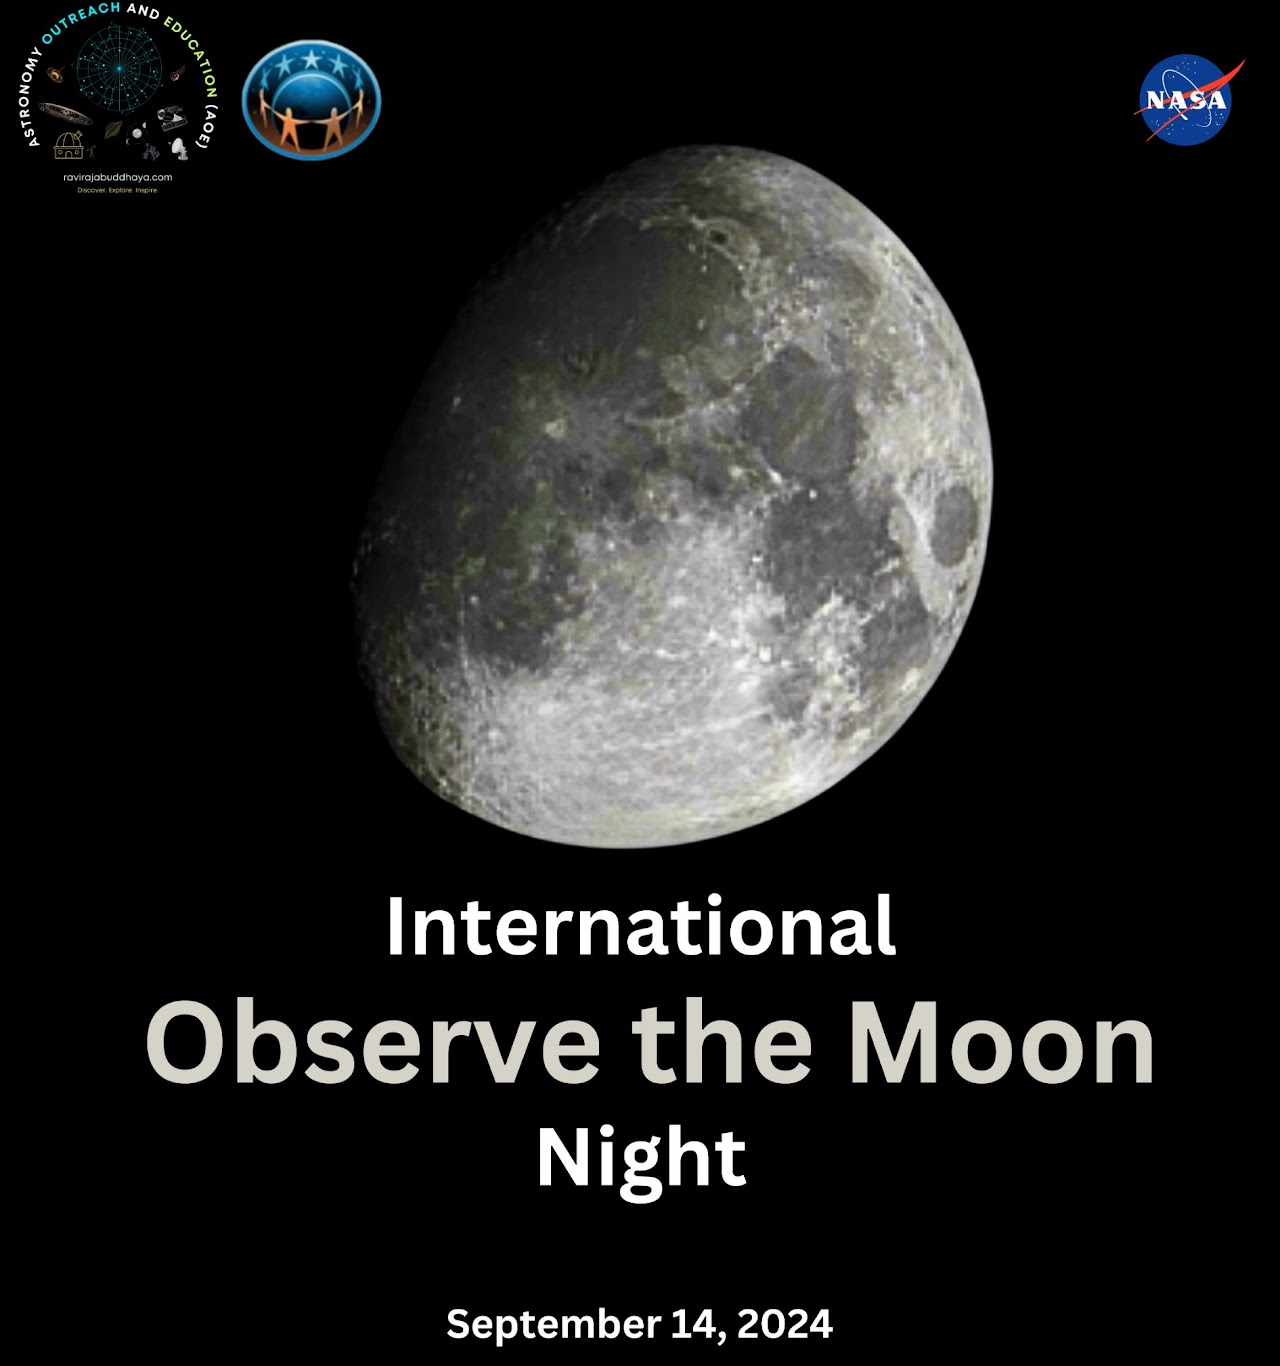 ASTRONOMY OUTREACH AND EDUCATION (AOE)
ravirajabuddhaya.com
Discover. Explore. Inspire.
NASA
International
Observe the Moon
Night
September 14, 2024